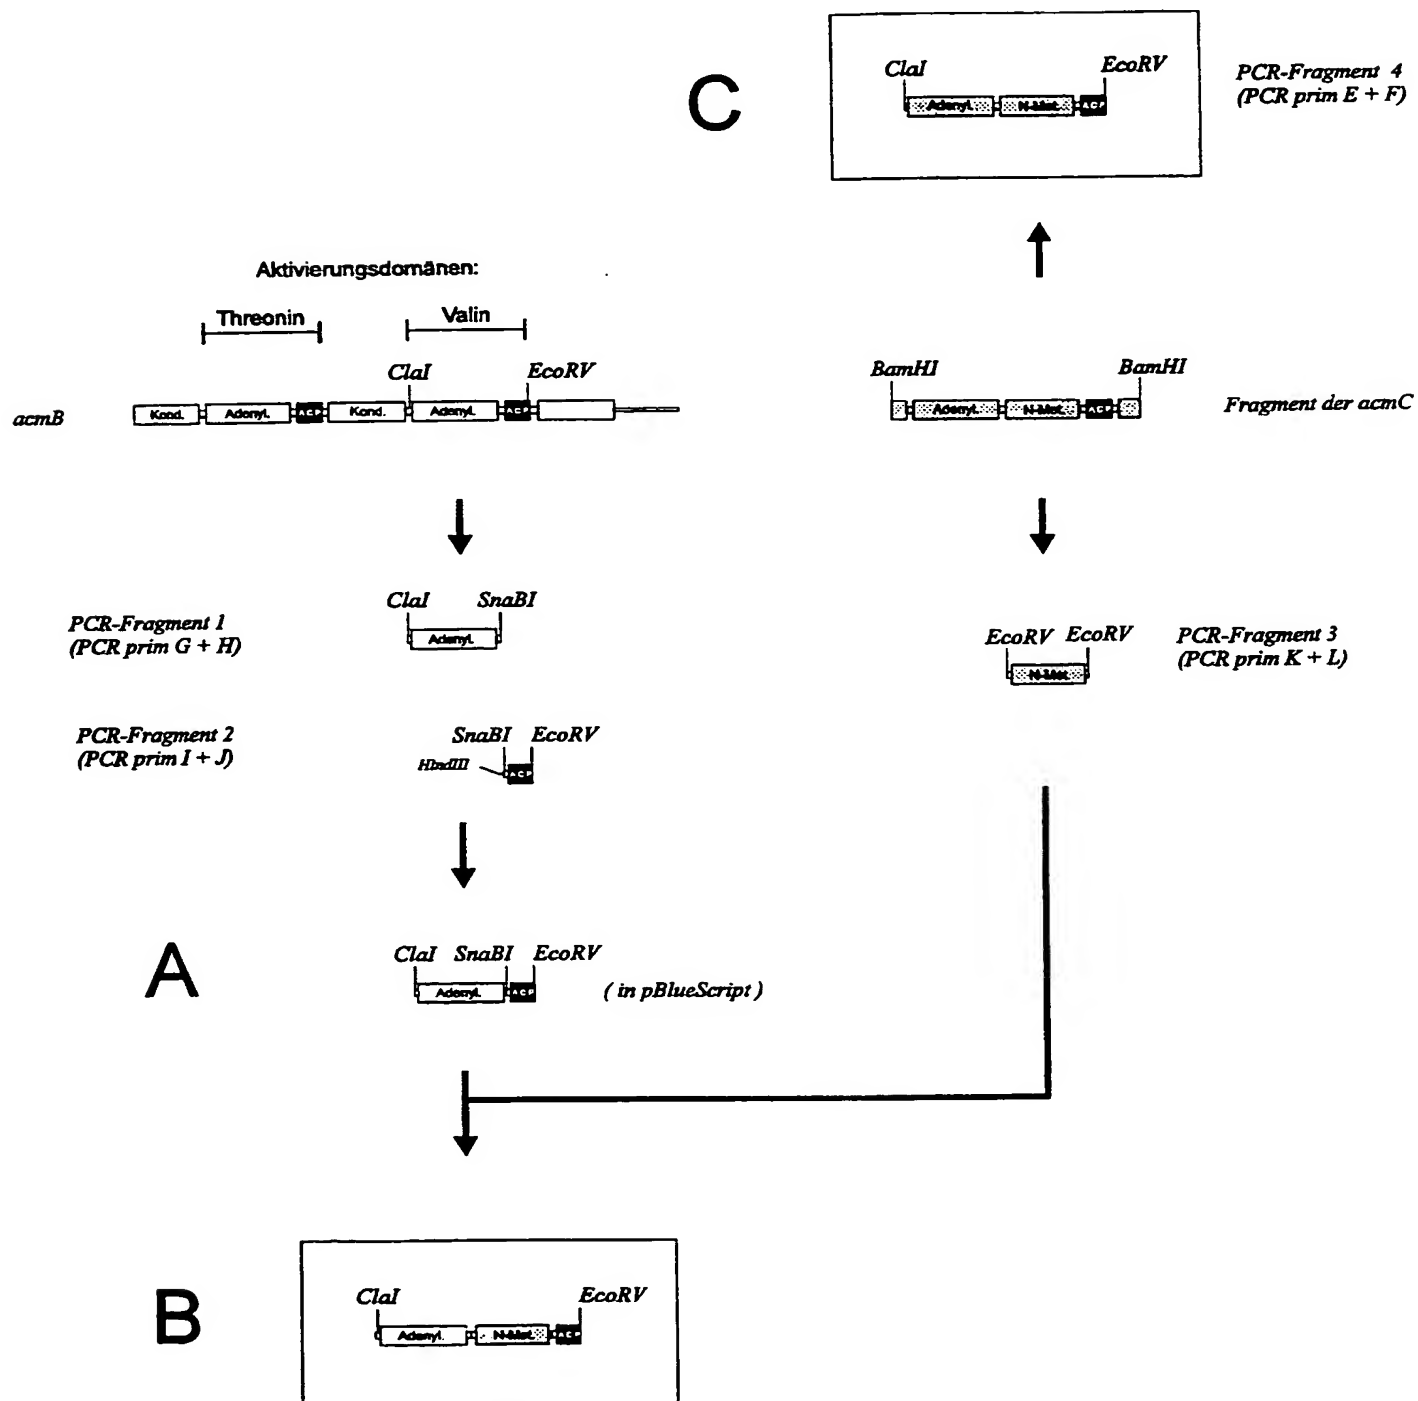 C
ClaI
EcoRV
PCR-Fragment 4
(PCR prim E + F)
Adenyl.
N-Met.
ACP
Aktivierungsdomänen:
Threonin
Valin
ClaI
EcoRV
acmB
Kond.
Adenyl.
ACP
Kond.
Adenyl.
ACP
BamHI
BamHI
Adenyl.
N-Met.
ACP
Fragment der acmC
PCR-Fragment 1
(PCR prim G + H)
ClaI
SnaBI
Adenyl.
EcoRV
EcoRV
N-Met.
PCR-Fragment 3
(PCR prim K + L)
PCR-Fragment 2
(PCR prim I + J)
SnaBI
EcoRV
HindIII
ACP
A
ClaI
SnaBI
EcoRV
Adenyl.
ACP
( in pBlueScript )
B
ClaI
EcoRV
Adenyl.
N-Met.
ACP